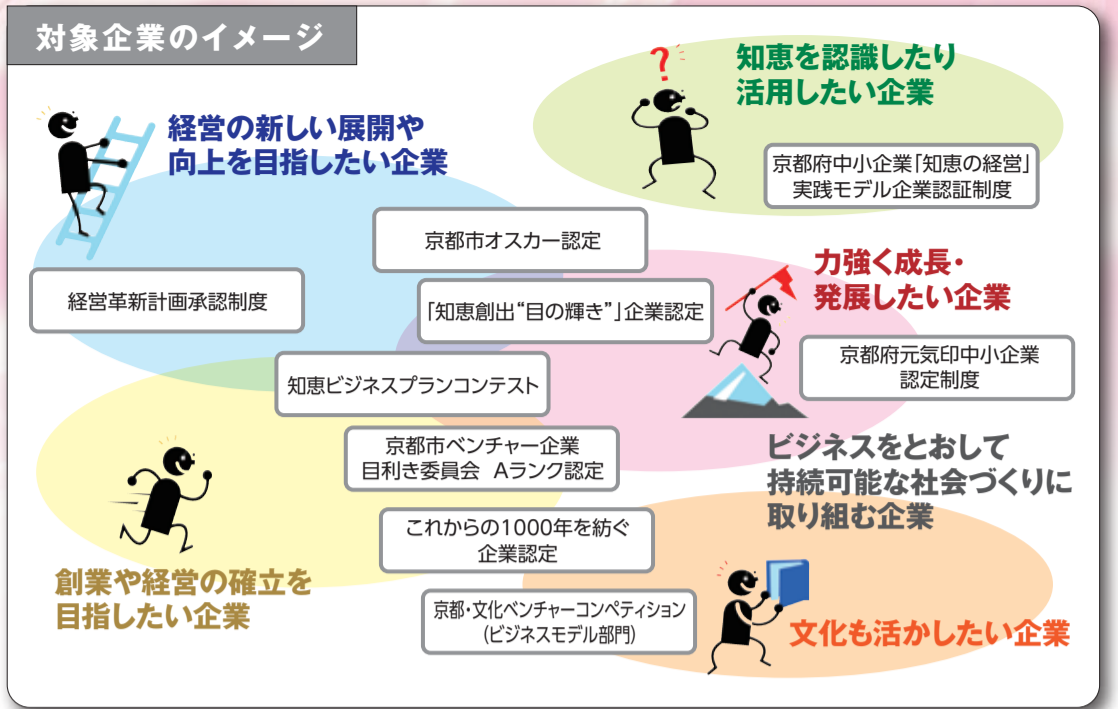 対象企業のイメージ
経営の新しい展開や
向上を目指したい企業
?
知恵を認識したり
活用したい企業
京都府中小企業「知恵の経営」
実践モデル企業認証制度
京都市オスカー認定
経営革新計画承認制度
「知恵創出“目の輝き”」企業認定
力強く成長・
発展したい企業
京都府元気印中小企業
認定制度
知恵ビジネスプランコンテスト
京都市ベンチャー企業
目利き委員会 Aランク認定
ビジネスをとおして
持続可能な社会づくりに
取り組む企業
これからの1000年を紡ぐ
企業認定
創業や経営の確立を
目指したい企業
京都・文化ベンチャーコンペティション
(ビジネスモデル部門)
文化も活かしたい企業